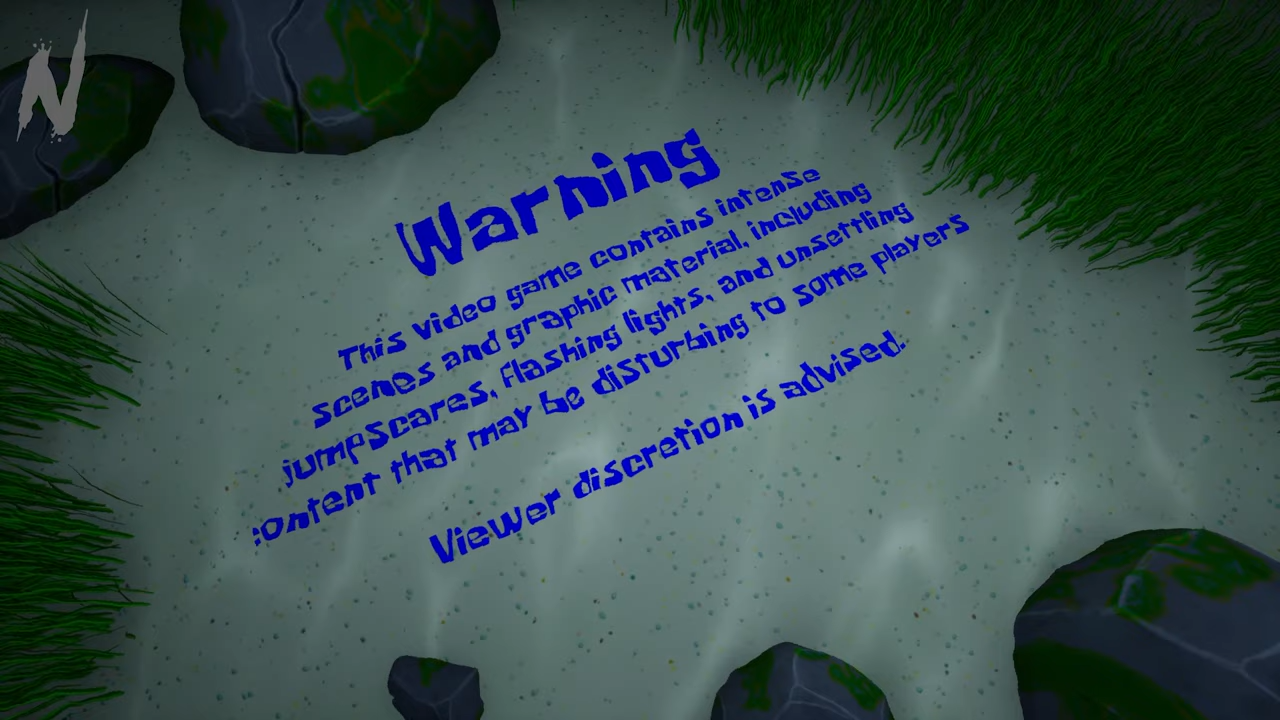 N
Warning
This video game contains intense
scenes and graphic material, including
jumpscares, flashing lights, and unsettling
content that may be disturbing to some players
Viewer discretion is advised.